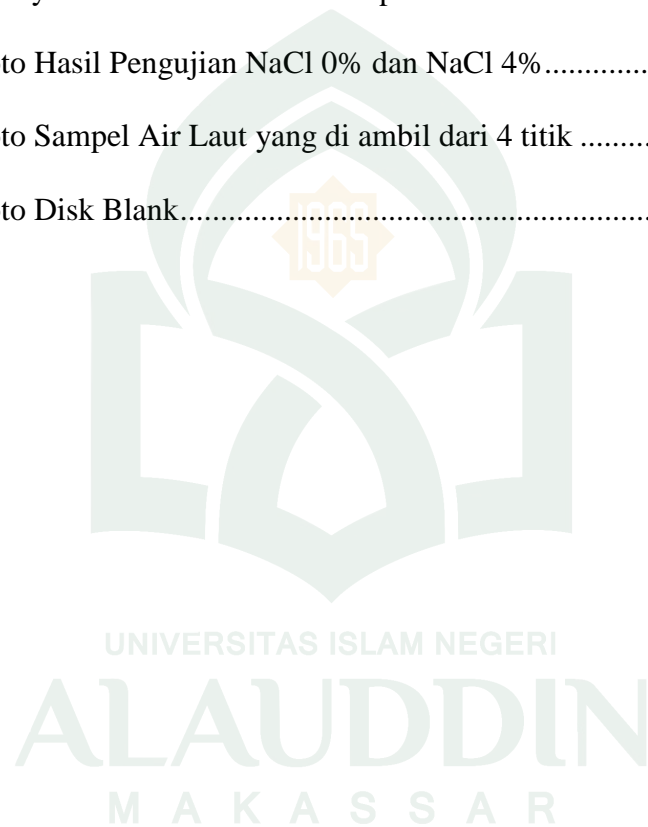 to Hasil Pengujian NaCl 0% dan NaCl 4%.............
to Sampel Air Laut yang di ambil dari 4 titik .........
to Disk Blank..........................................................
1965
UNIVERSITAS ISLAM NEGERI
ALAUDDIN
MAKASSAR